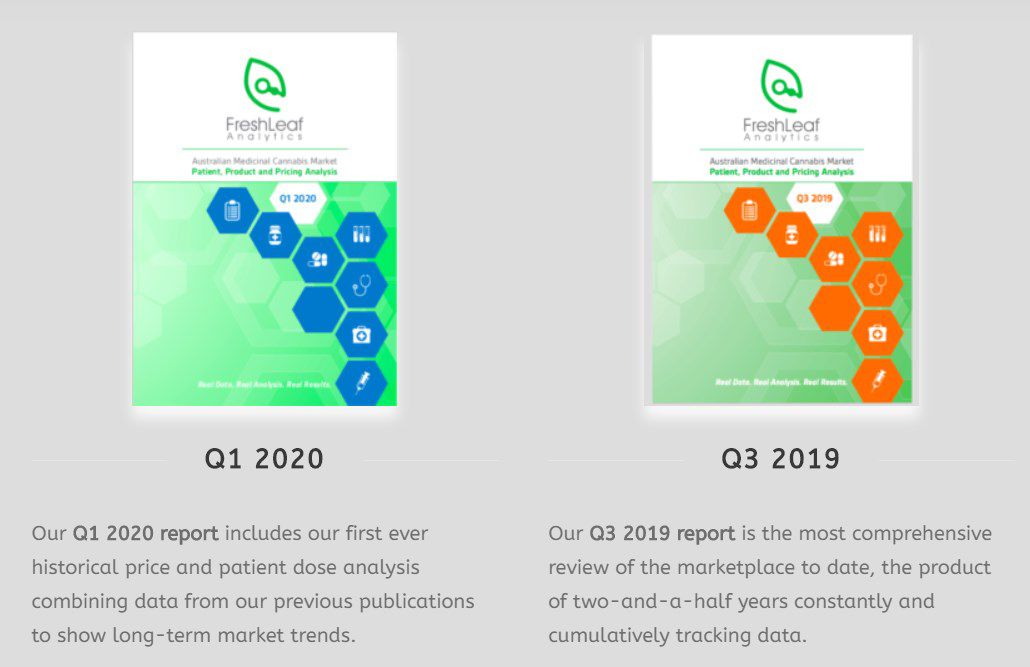 FreshLeaf
Analytics
Australian Medicinal Cannabis Market
Patient, Product and Pricing Analysis
Q1 2020
Real Data. Real Analysis. Real Results.
Q1 2020
Our Q1 2020 report includes our first ever
historical price and patient dose analysis
combining data from our previous publications
to show long-term market trends.
FreshLeaf
Analytics
Australian Medicinal Cannabis Market
Patient, Product and Pricing Analysis
Q3 2019
Real Data. Real Analysis. Real Results.
Q3 2019
Our Q3 2019 report is the most comprehensive
review of the marketplace to date, the product
of two-and-a-half years constantly and
cumulatively tracking data.